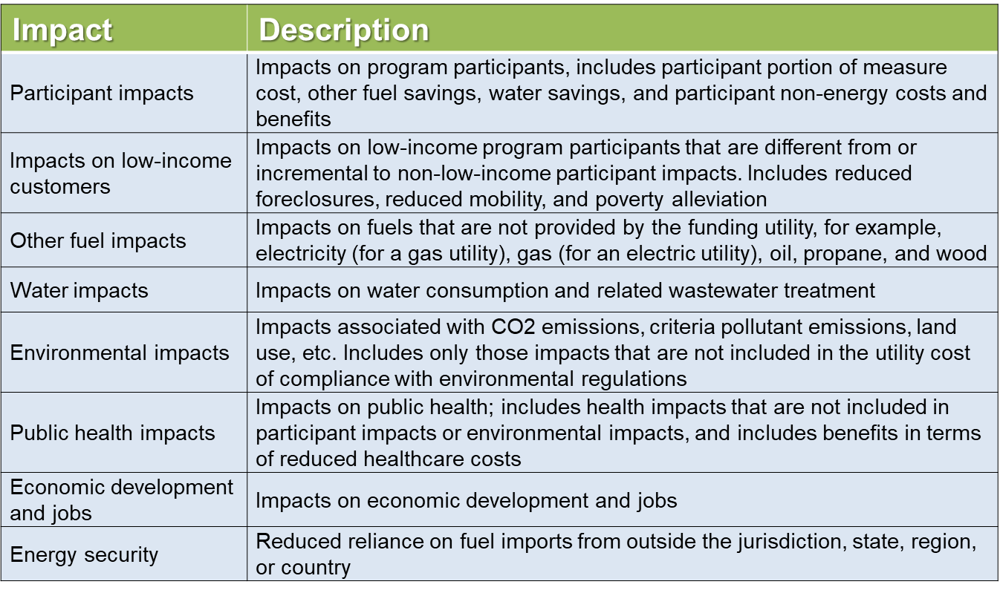 Impact
Description
Participant impacts
Impacts on program participants, includes participant portion of measure
cost, other fuel savings, water savings, and participant non-energy costs and
benefits
Impacts on low-income
customers
Impacts on low-income program participants that are different from or
incremental to non-low-income participant impacts. Includes reduced
foreclosures, reduced mobility, and poverty alleviation
Other fuel impacts
Impacts on fuels that are not provided by the funding utility, for example,
electricity (for a gas utility), gas (for an electric utility), oil, propane, and wood
Water impacts
Impacts on water consumption and related wastewater treatment
Environmental impacts
Impacts associated with CO2 emissions, criteria pollutant emissions, land
use, etc. Includes only those impacts that are not included in the utility cost
of compliance with environmental regulations
Public health impacts
Impacts on public health; includes health impacts that are not included in
participant impacts or environmental impacts, and includes benefits in terms
of reduced healthcare costs
Economic development
and jobs
Impacts on economic development and jobs
Energy security
Reduced reliance on fuel imports from outside the jurisdiction, state, region,
or country